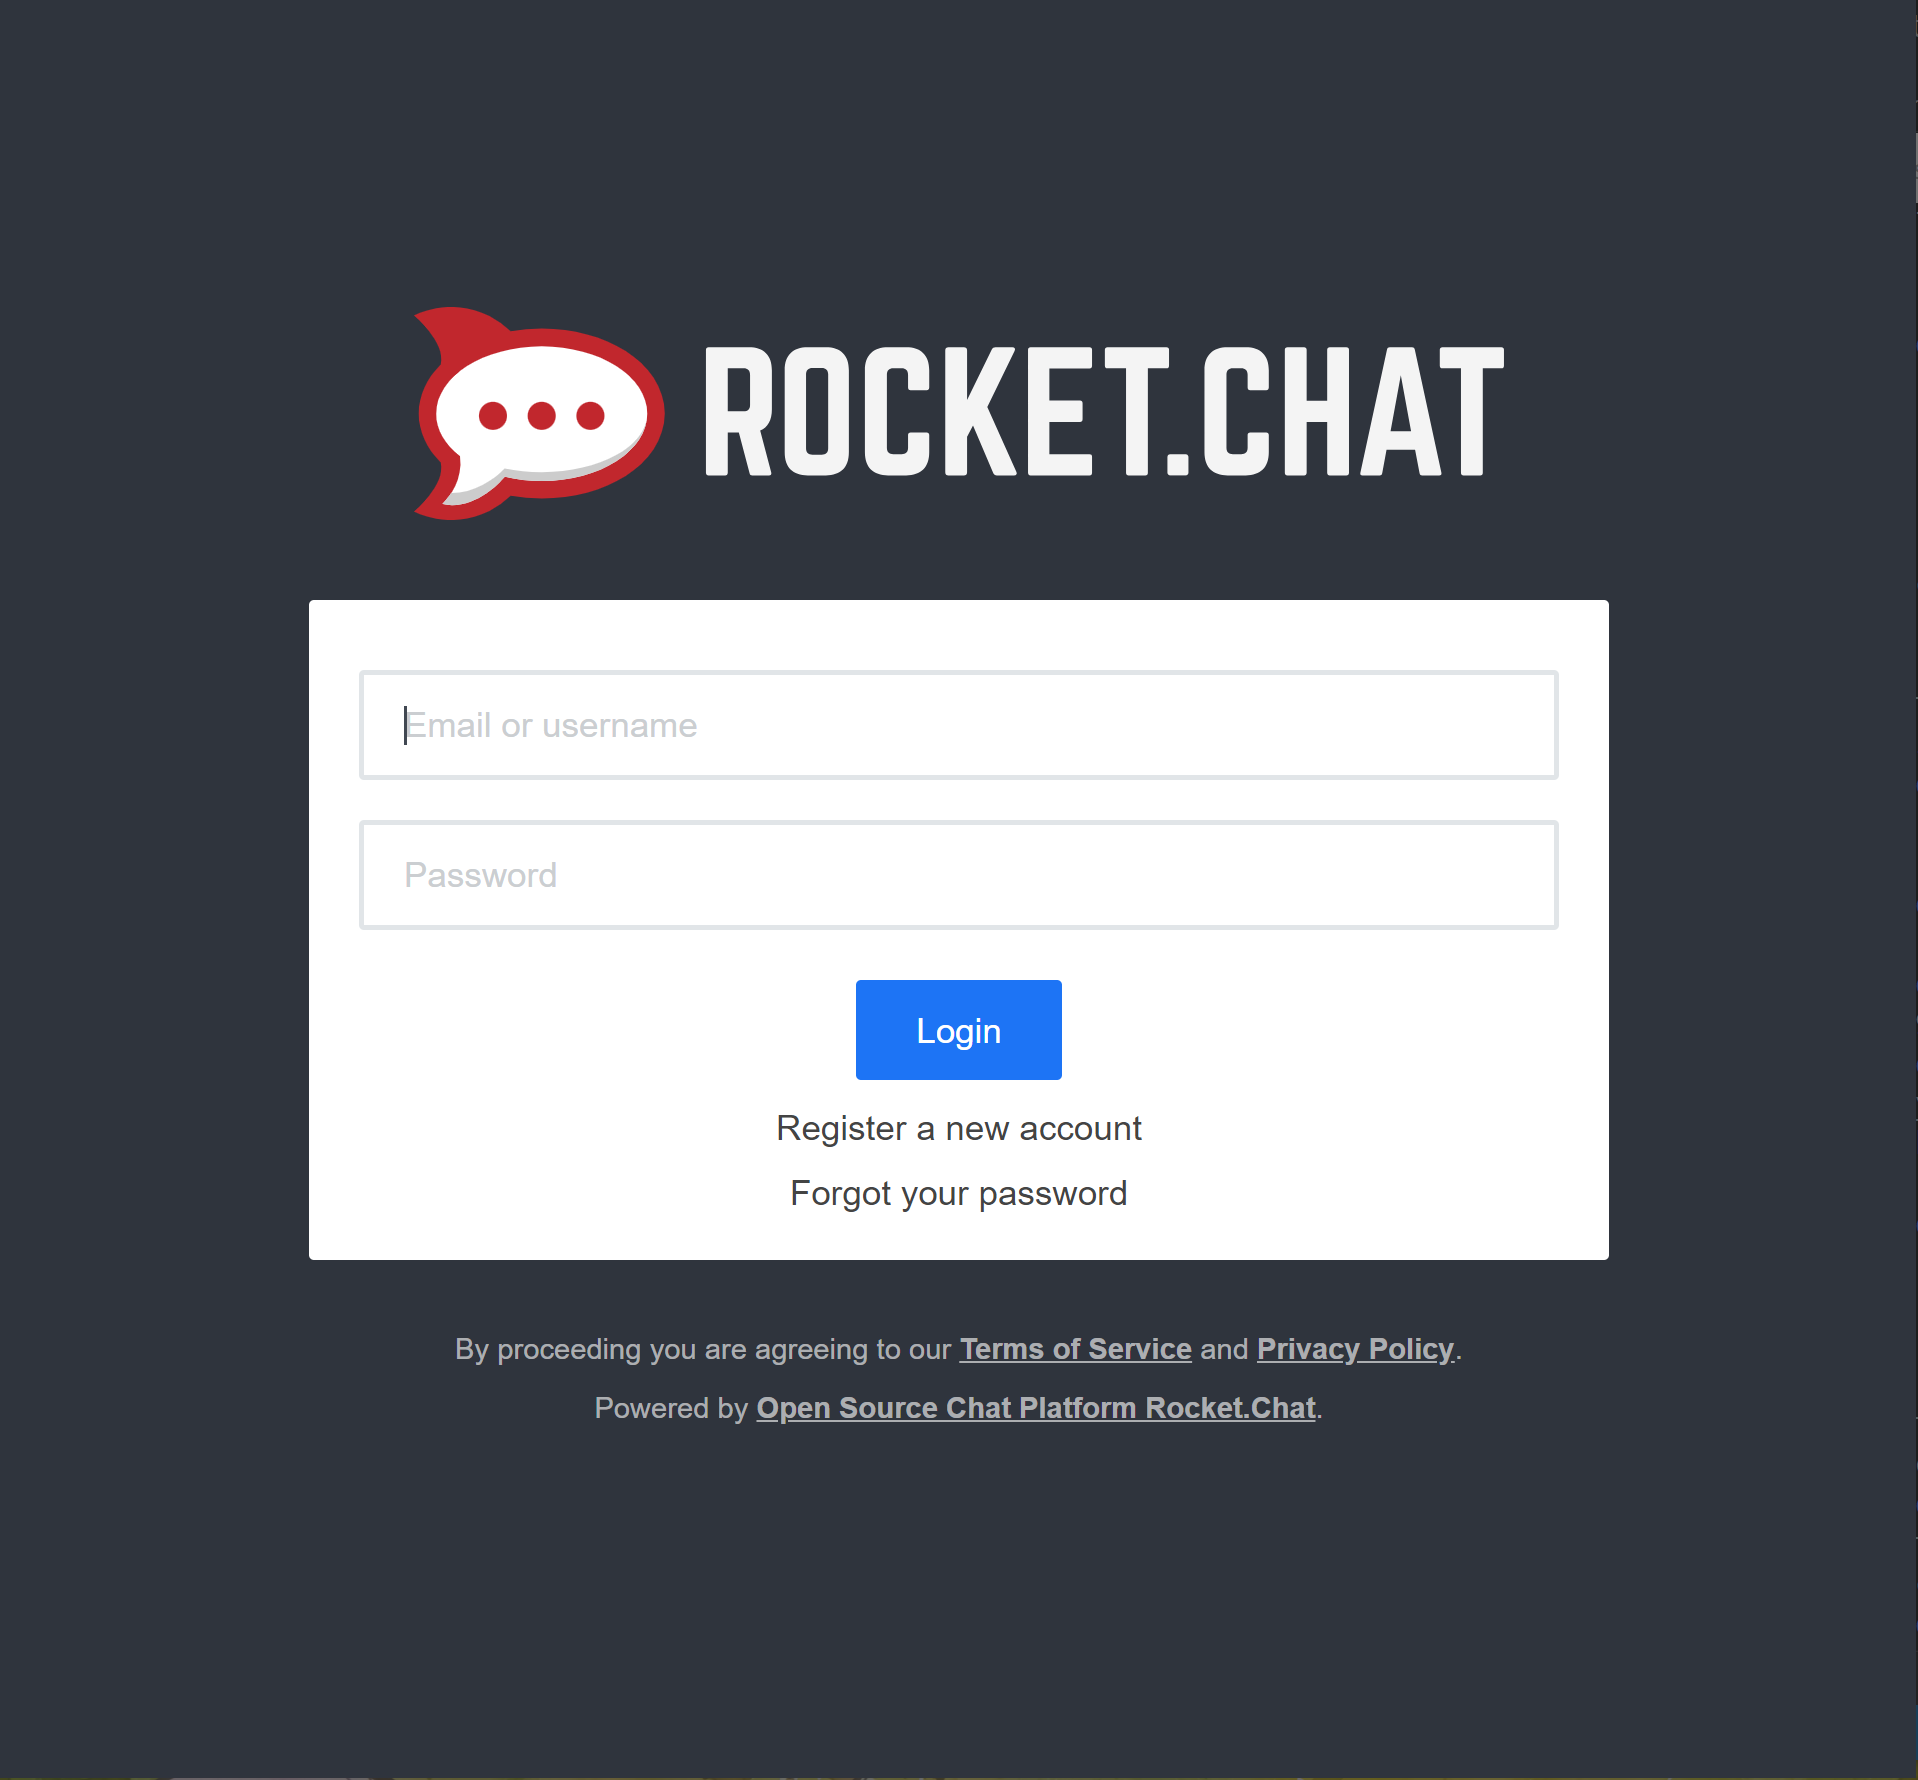 ROCKET.CHAT
Email or username
Password
Login
Register a new account
Forgot your password
By proceeding you are agreeing to our Terms of Service and Privacy Policy.
Powered by Open Source Chat Platform Rocket.Chat.